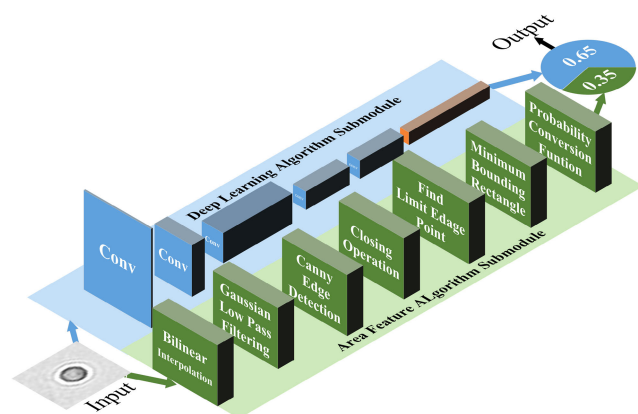 Output
0.65
0.35
Deep Learning Algorithm Submodule
Conv
Conv
Conv
Probability
Conversion
Funtion
Minimum
Bounding
Rectangle
Find
Limit Edage
Point
Closing
Operation
Canny
Edge
Detection
Gaussian
Low Pass
Filtering
Bilinear
Interpolation
Area Feature ALgorithm Submodule
Input